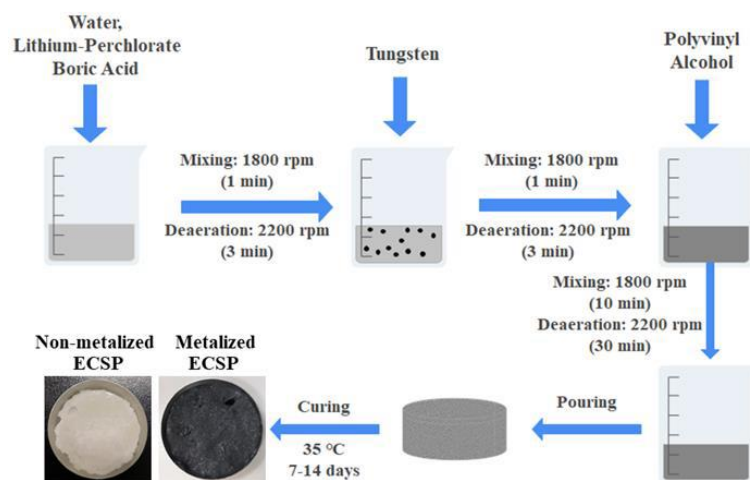 Water,
Lithium-Perchlorate
Boric Acid
Tungsten
Polyvinyl
Alcohol
Mixing: 1800 rpm
(1 min)
Deaeration: 2200 rpm
(3 min)
Mixing: 1800 rpm
(1 min)
Deaeration: 2200 rpm
(3 min)
Mixing: 1800 rpm
(10 min)
Deaeration: 2200 rpm
(30 min)
Pouring
Curing
35 °C
7-14 days
Non-metalized
ECSP
Metalized
ECSP